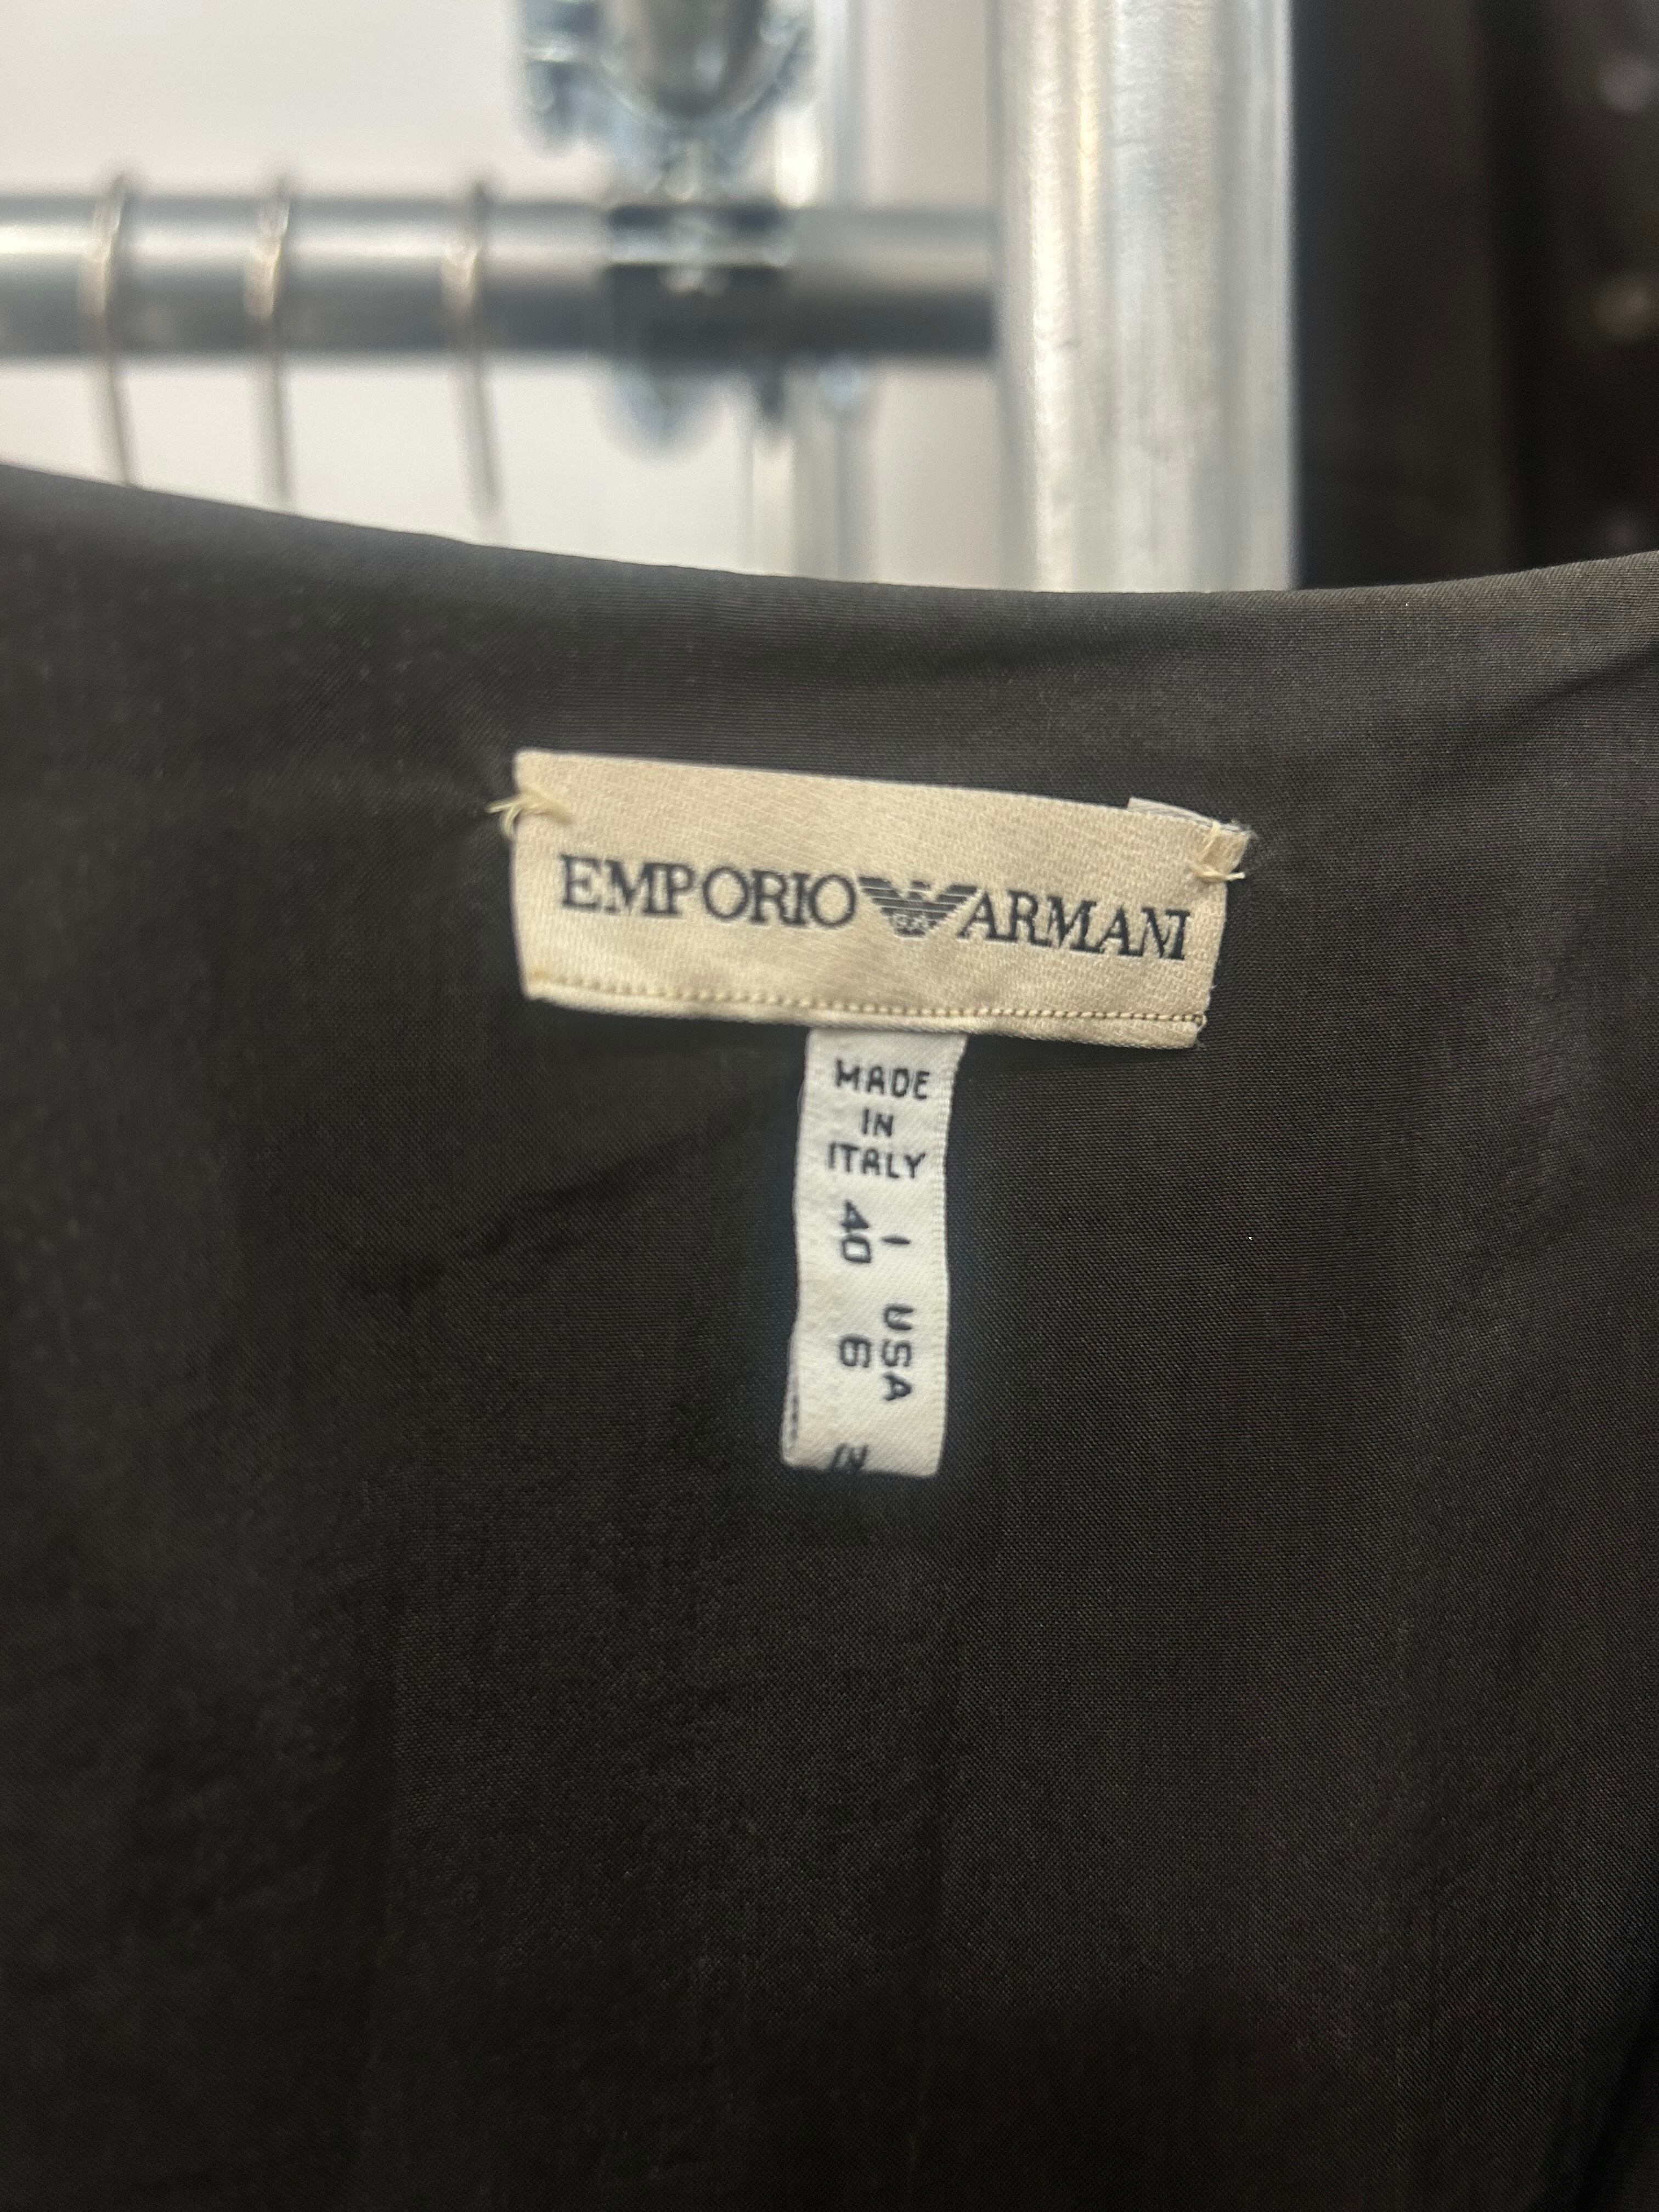 EMPORIO ARMANI
MADE
IN
ITALY
I USA
40 6